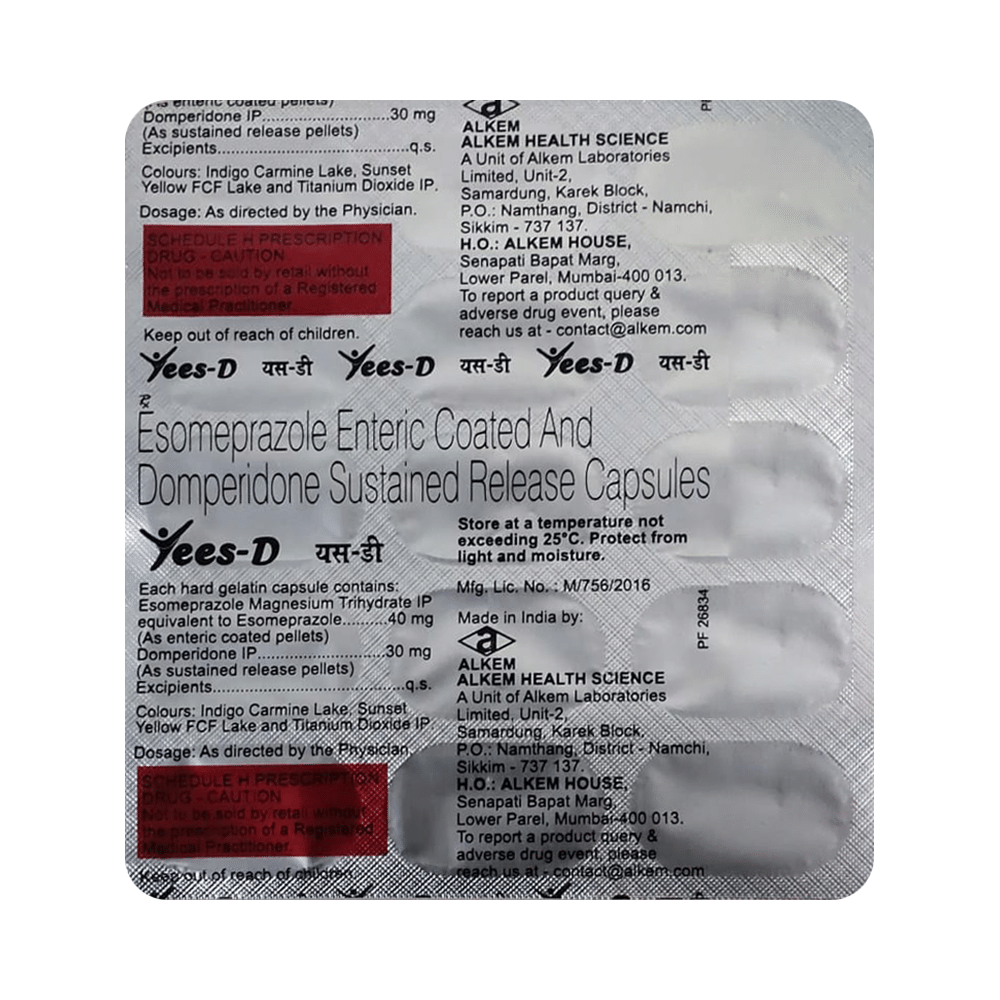 (As enteric coated pellets)
Domperidone IP............................30 mg
(As sustained release pellets)
Excipients..........................................q.s.
Colours: Indigo Carmine Lake, Sunset
Yellow FCF Lake and Titanium Dioxide IP.
Dosage: As directed by the Physician.
SCHEDULE H PRESCRIPTION
DRUG - CAUTION
Not to be sold by retail without
the prescription of a Registered
Medical Practitioner.
Keep out of reach of children.
a
ALKEM
ALKEM HEALTH SCIENCE
A Unit of Alkem Laboratories
Limited, Unit-2,
Samardung, Karek Block,
P.O.: Namthang, District - Namchi,
Sikkim - 737 137.
H.O.: ALKEM HOUSE,
Senapati Bapat Marg,
Lower Parel, Mumbai-400 013.
To report a product query &
adverse drug event, please
reach us at - contact@alkem.com
Yees-D यस-डी Yees-D यस-डी Yees-D यस-डी
Rx
Esomeprazole Enteric Coated And
Domperidone Sustained Release Capsules
Yees-D यस-डी
Each hard gelatin capsule contains:
Esomeprazole Magnesium Trihydrate IP
equivalent to Esomeprazole..........40 mg
(As enteric coated pellets)
Domperidone IP............................30 mg
(As sustained release pellets)
Excipients..........................................q.s.
Colours: Indigo Carmine Lake, Sunset
Yellow FCF Lake and Titanium Dioxide IP.
Dosage: As directed by the Physician.
SCHEDULE H PRESCRIPTION
DRUG - CAUTION
Not to be sold by retail without
the prescription of a Registered
Medical Practitioner.
Keep out of reach of children.
Store at a temperature not
exceeding 25°C. Protect from
light and moisture.
Mfg. Lic. No. : M/756/2016
Made in India by:
a
ALKEM
ALKEM HEALTH SCIENCE
A Unit of Alkem Laboratories
Limited, Unit-2,
Samardung, Karek Block,
P.O.: Namthang, District - Namchi,
Sikkim - 737 137.
H.O.: ALKEM HOUSE,
Senapati Bapat Marg,
Lower Parel, Mumbai-400 013.
To report a product query &
adverse drug event, please
reach us at - contact@alkem.com
PF 26834